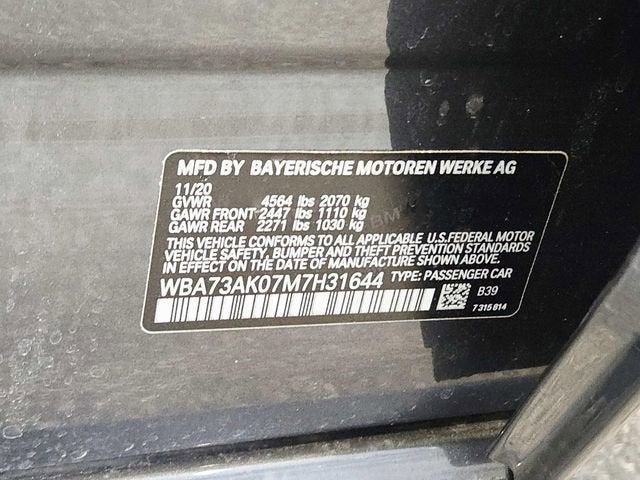 MFD BY BAYERISCHE MOTOREN WERKE AG
11/20
GVWR 4564 lbs 2070 kg
GAWR FRONT 2447 lbs 1110 kg
GAWR REAR 2271 lbs 1030 kg
BM
THIS VEHICLE CONFORMS TO ALL APPLICABLE U.S. FEDERAL MOTOR
VEHICLE SAFETY, BUMPER, AND THEFT PREVENTION STANDARDS
IN EFFECT ON THE DATE OF MANUFACTURE SHOWN ABOVE.
WBA73AK07M7H31644 TYPE: PASSENGER CAR
B39
7315814